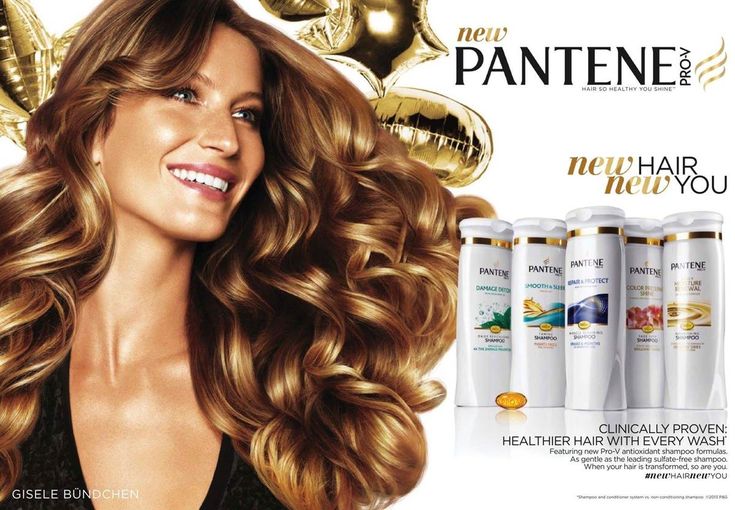 new
PANTENE PRO-V
HAIR SO HEALTHY YOU SHINE™
new HAIR
new YOU
PANTENE
DAMAGE DETOX
SHAMPOO
PANTENE
SMOOTH & SLEEK
SHAMPOO
PANTENE
REPAIR & PROTECT
SHAMPOO
PANTENE
COLOR PRESERVE
SHINE
SHAMPOO
PANTENE
MOISTURE
RENEWAL
SHAMPOO
CLINICALLY PROVEN:
HEALTHIER HAIR WITH EVERY WASH*
Featuring new Pro-V antioxidant shampoo formulas.
As gentle as the leading sulfate-free shampoo.
When your hair is transformed, so are you.
#newHAIRnewYOU
GISELE BÜNDCHEN
*Shampoo and conditioner system vs. non-conditioning shampoo. ©2013 P&G